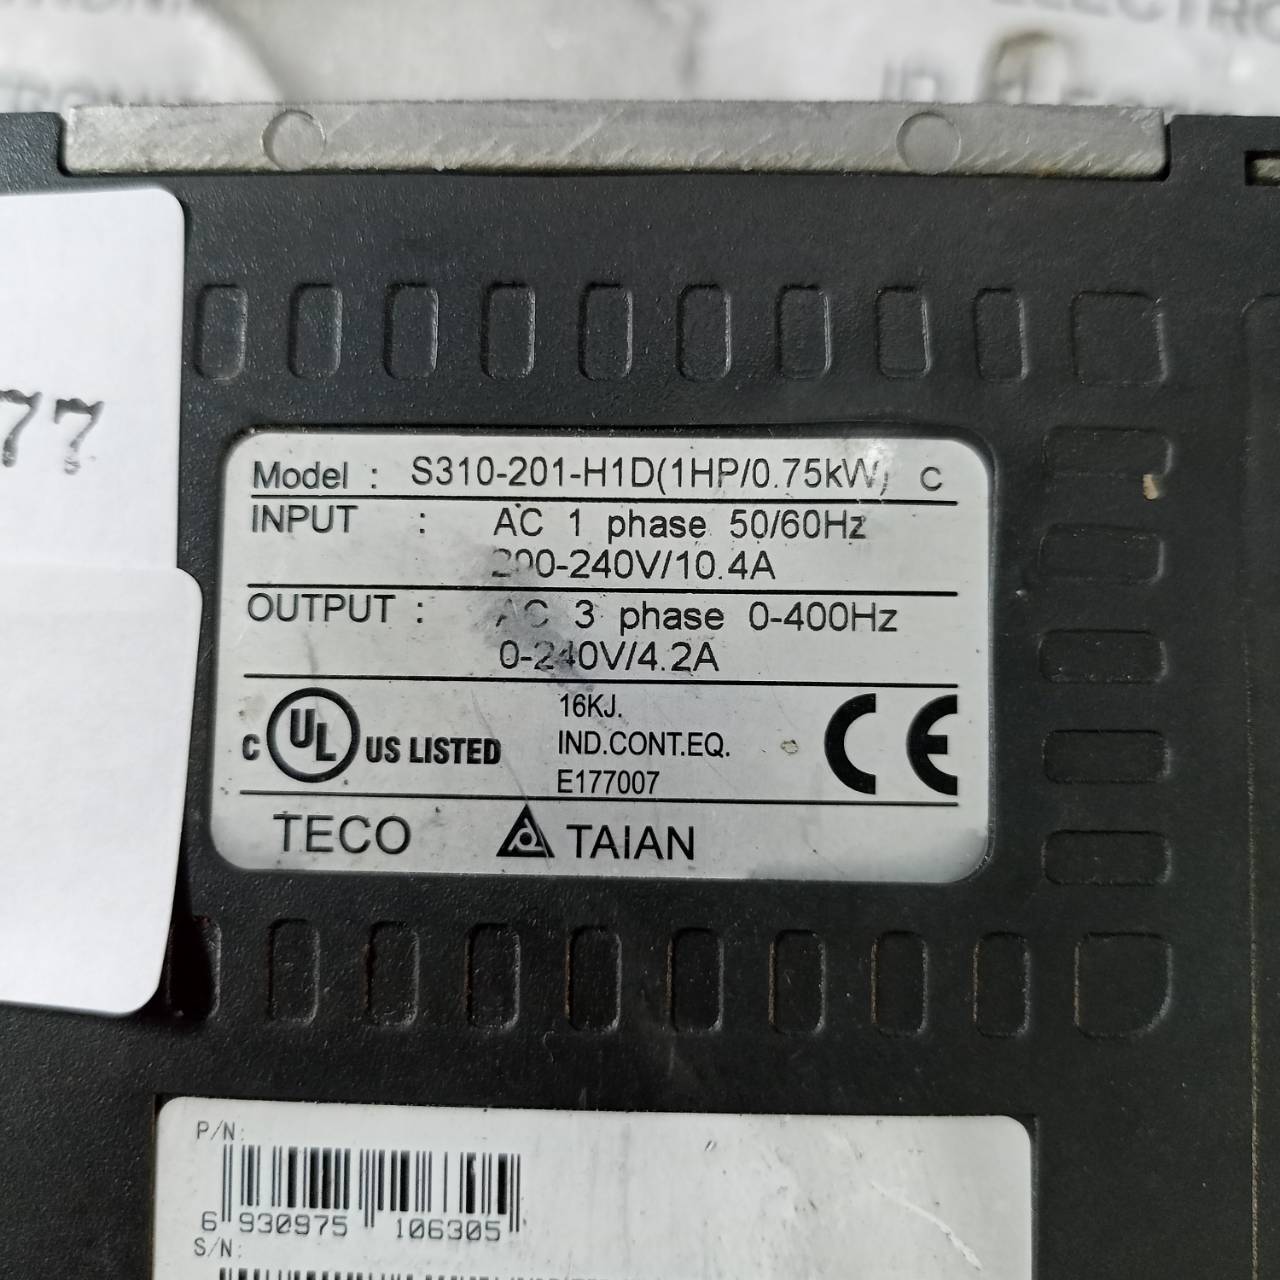 ELECTRO
TRONI
77
Model : S310-201-H1D(1HP/0.75kW) C
INPUT : AC 1 phase 50/60Hz
200-240V/10.4A
OUTPUT : AC 3 phase 0-400Hz
0-240V/4.2A
C UL US LISTED
16KJ.
IND.CONT.EQ.
E177007
CE
TECO TAIAN
P/N:
6 930975 106305
S/N: